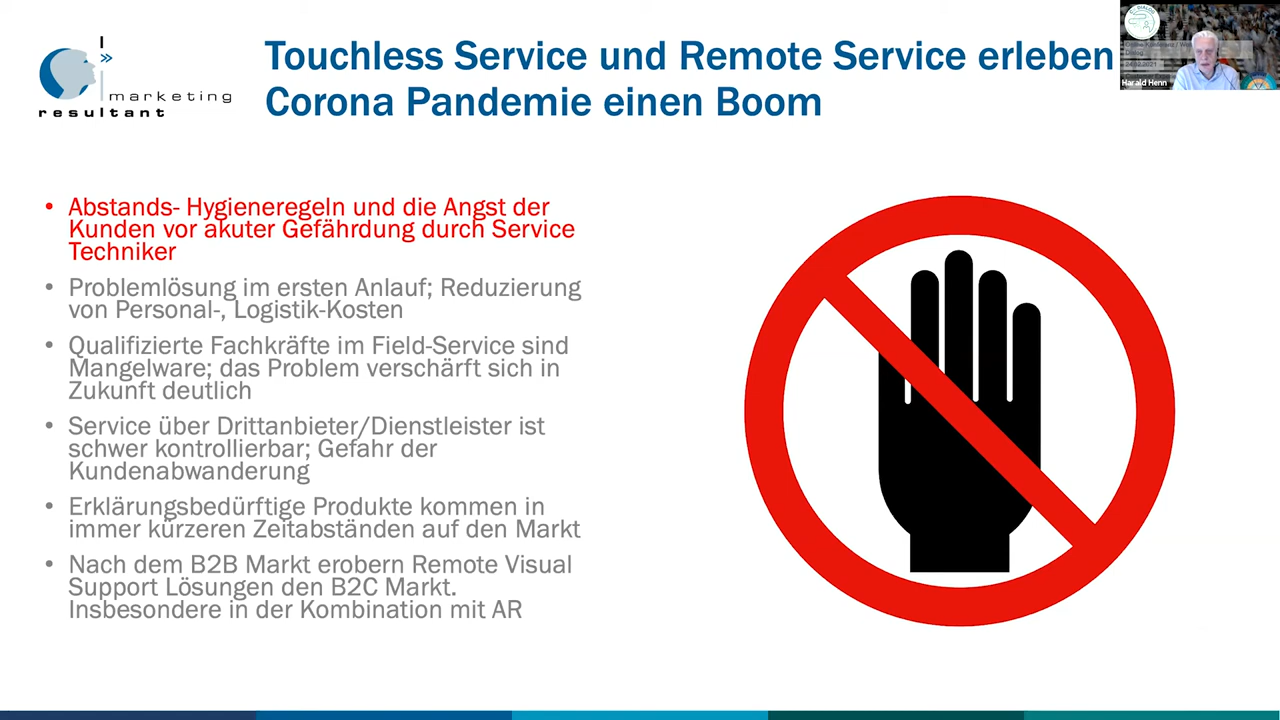 Touchless Service und Remote Service erleben
Corona Pandemie einen Boom
marketing
resultant
Harald Henn
• Abstands- Hygieneregeln und die Angst der
Kunden vor akuter Gefährdung durch Service
Techniker
• Problemlösung im ersten Anlauf; Reduzierung
von Personal-, Logistik-Kosten
• Qualifizierte Fachkräfte im Field-Service sind
Mangelware; das Problem verschärft sich in
Zukunft deutlich
• Service über Drittanbieter/Dienstleister ist
schwer kontrollierbar; Gefahr der
Kundenabwanderung
• Erklärungsbedürftige Produkte kommen in
immer kürzeren Zeitabständen auf den Markt
• Nach dem B2B Markt erobern Remote Visual
Support Lösungen den B2C Markt.
Insbesondere in der Kombination mit AR